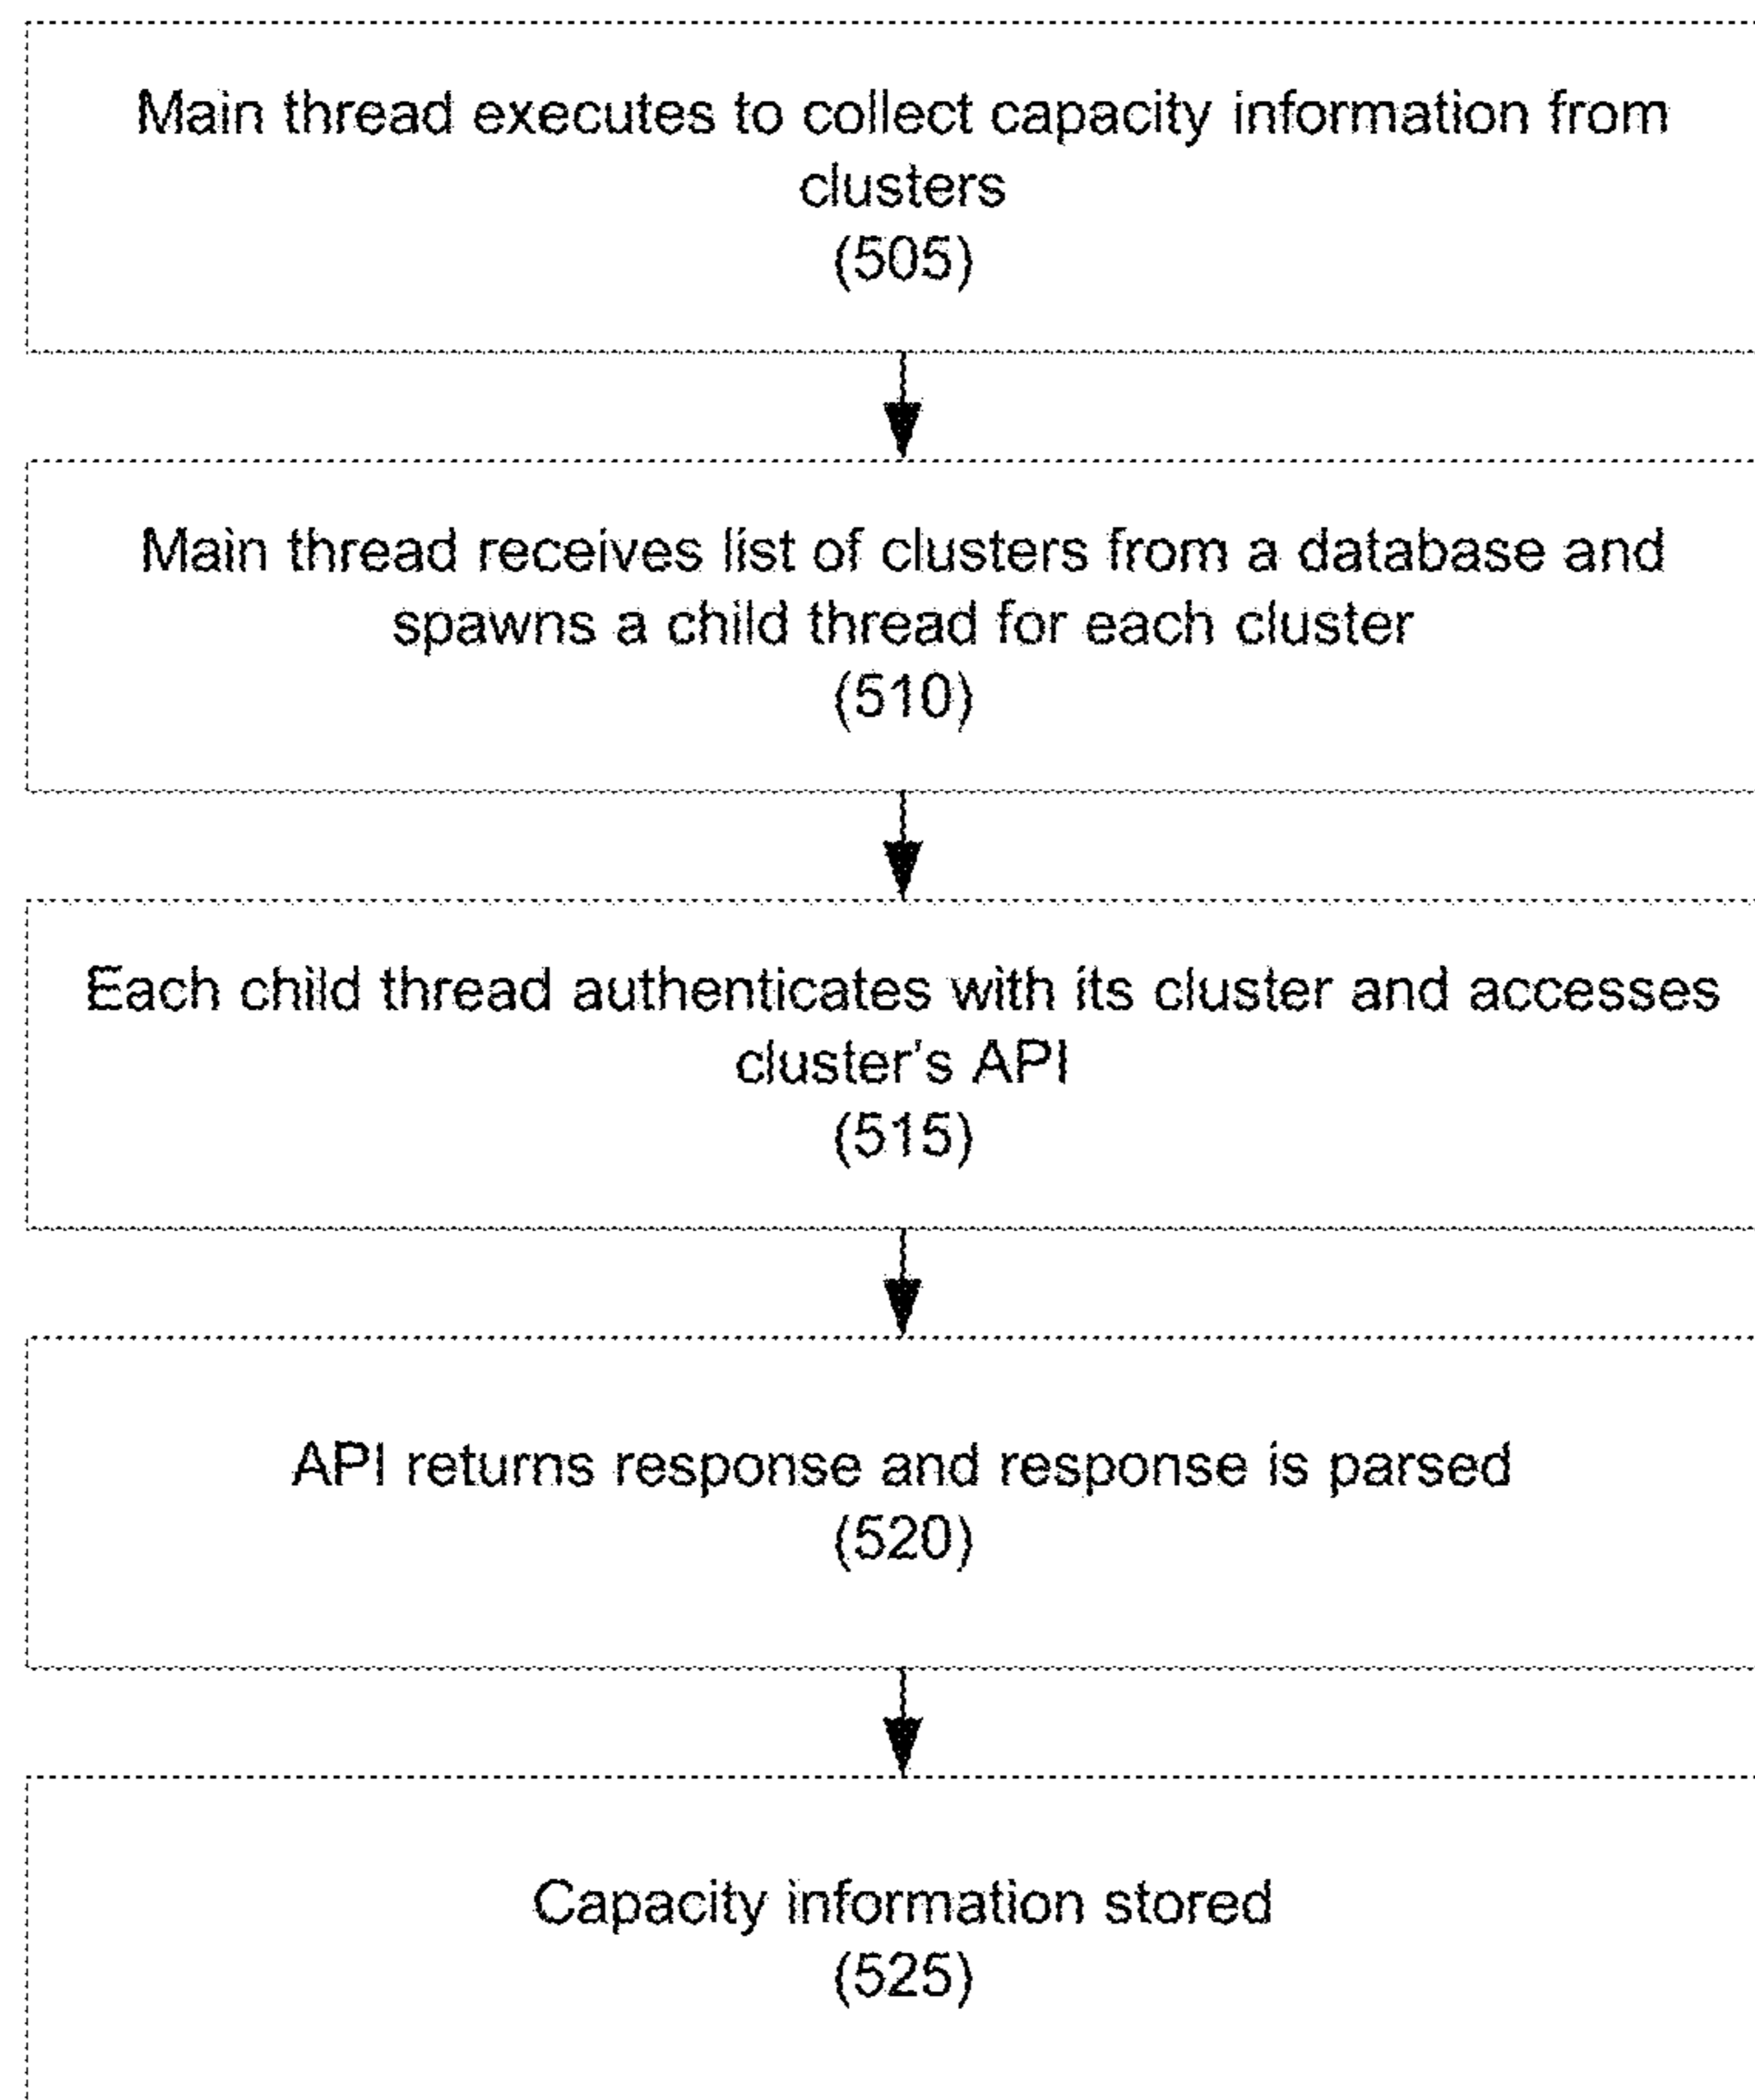 Main thread executes to collect capacity information from
clusters
(505)
Main thread receives list of clusters from a database and
spawns a child thread for each cluster
(510)
Each child thread authenticates with its cluster and accesses
cluster's API
(515)
API returns response and response is parsed
(520)
Capacity information stored
(525)